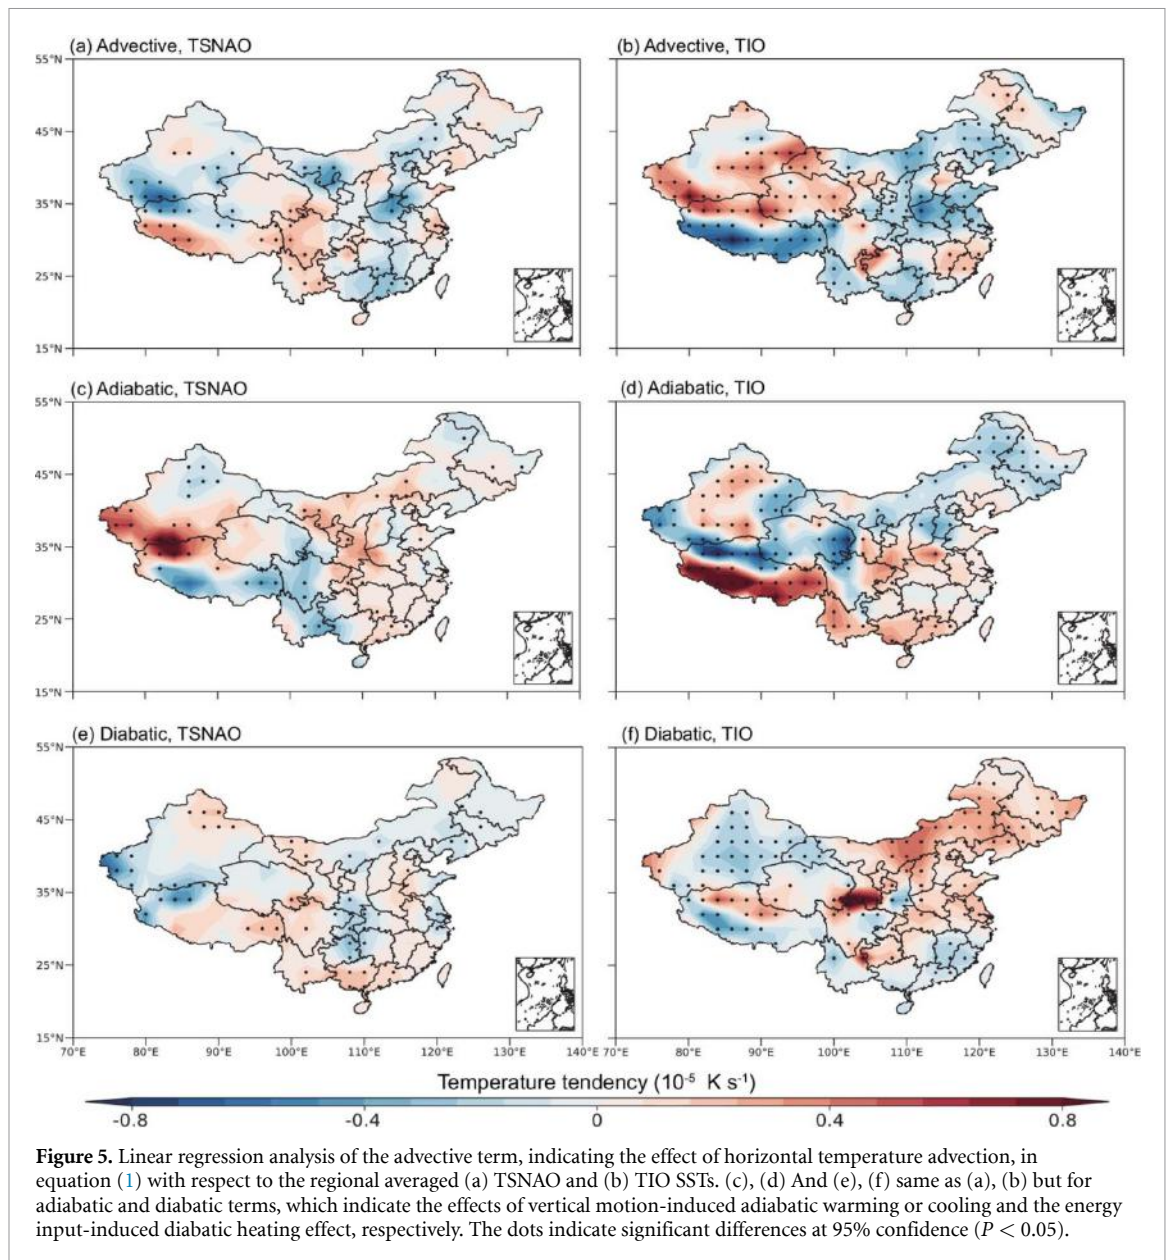 (a) Advective, TSNAO
(b) Advective, TIO
55°N
45°N
35°N
25°N
15°N
(c) Adiabatic, TSNAO
(d) Adiabatic, TIO
55°N
45°N
35°N
25°N
15°N
(e) Diabatic, TSNAO
(f) Diabatic, TIO
55°N
45°N
35°N
25°N
15°N
70°E 80°E 90°E 100°E 110°E 120°E 130°E 140°E 70°E 80°E 90°E 100°E 110°E 120°E 130°E 140°E
Temperature tendency (10⁻⁵ K s⁻¹)
-0.8 -0.4 0 0.4 0.8
Figure 5. Linear regression analysis of the advective term, indicating the effect of horizontal temperature advection, in
equation (1) with respect to the regional averaged (a) TSNAO and (b) TIO SSTs. (c), (d) And (e), (f) same as (a), (b) but for
adiabatic and diabatic terms, which indicate the effects of vertical motion-induced adiabatic warming or cooling and the energy
input-induced diabatic heating effect, respectively. The dots indicate significant differences at 95% confidence (P < 0.05).